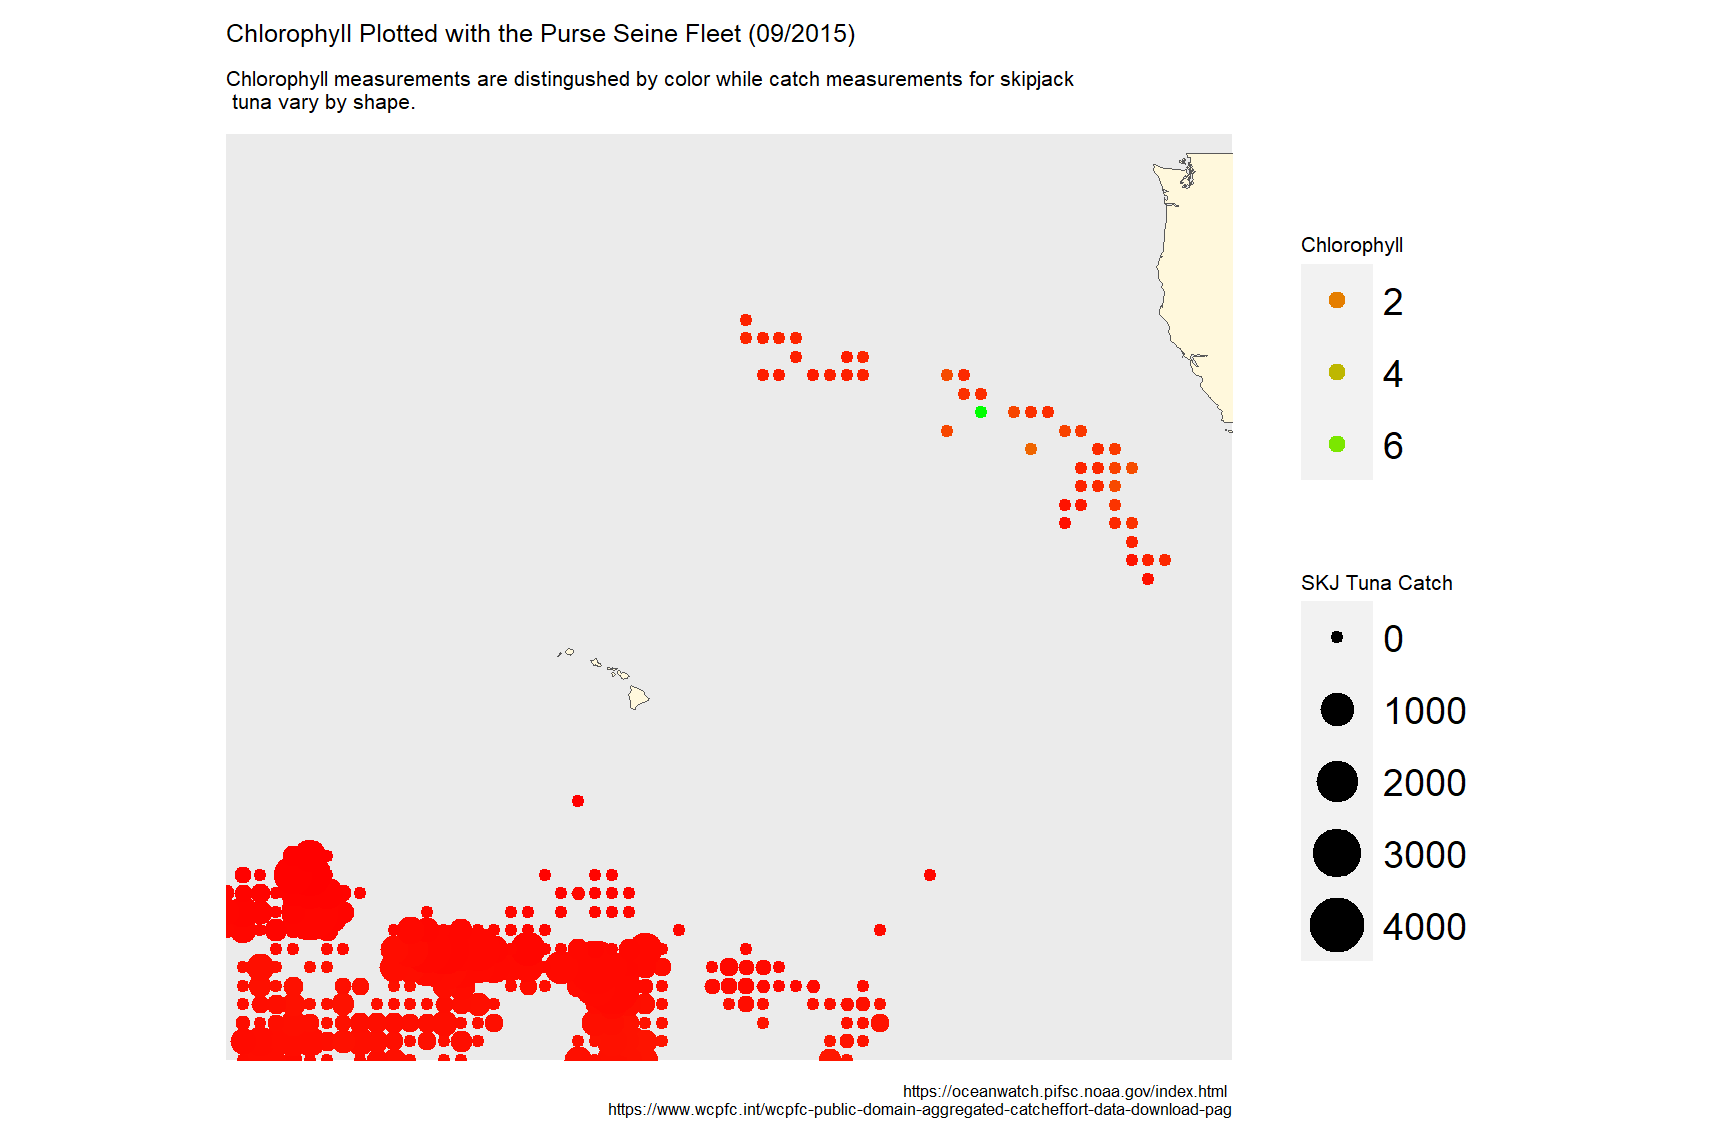 Chlorophyll Plotted with the Purse Seine Fleet (09/2015)
Chlorophyll measurements are distingushed by color while catch measurements for skipjack
tuna vary by shape.
Chlorophyll
2
4
6
SKJ Tuna Catch
0
1000
2000
3000
4000
https://oceanwatch.pifsc.noaa.gov/index.html
https://www.wcpfc.int/wcpfc-public-domain-aggregated-catcheffort-data-download-pag